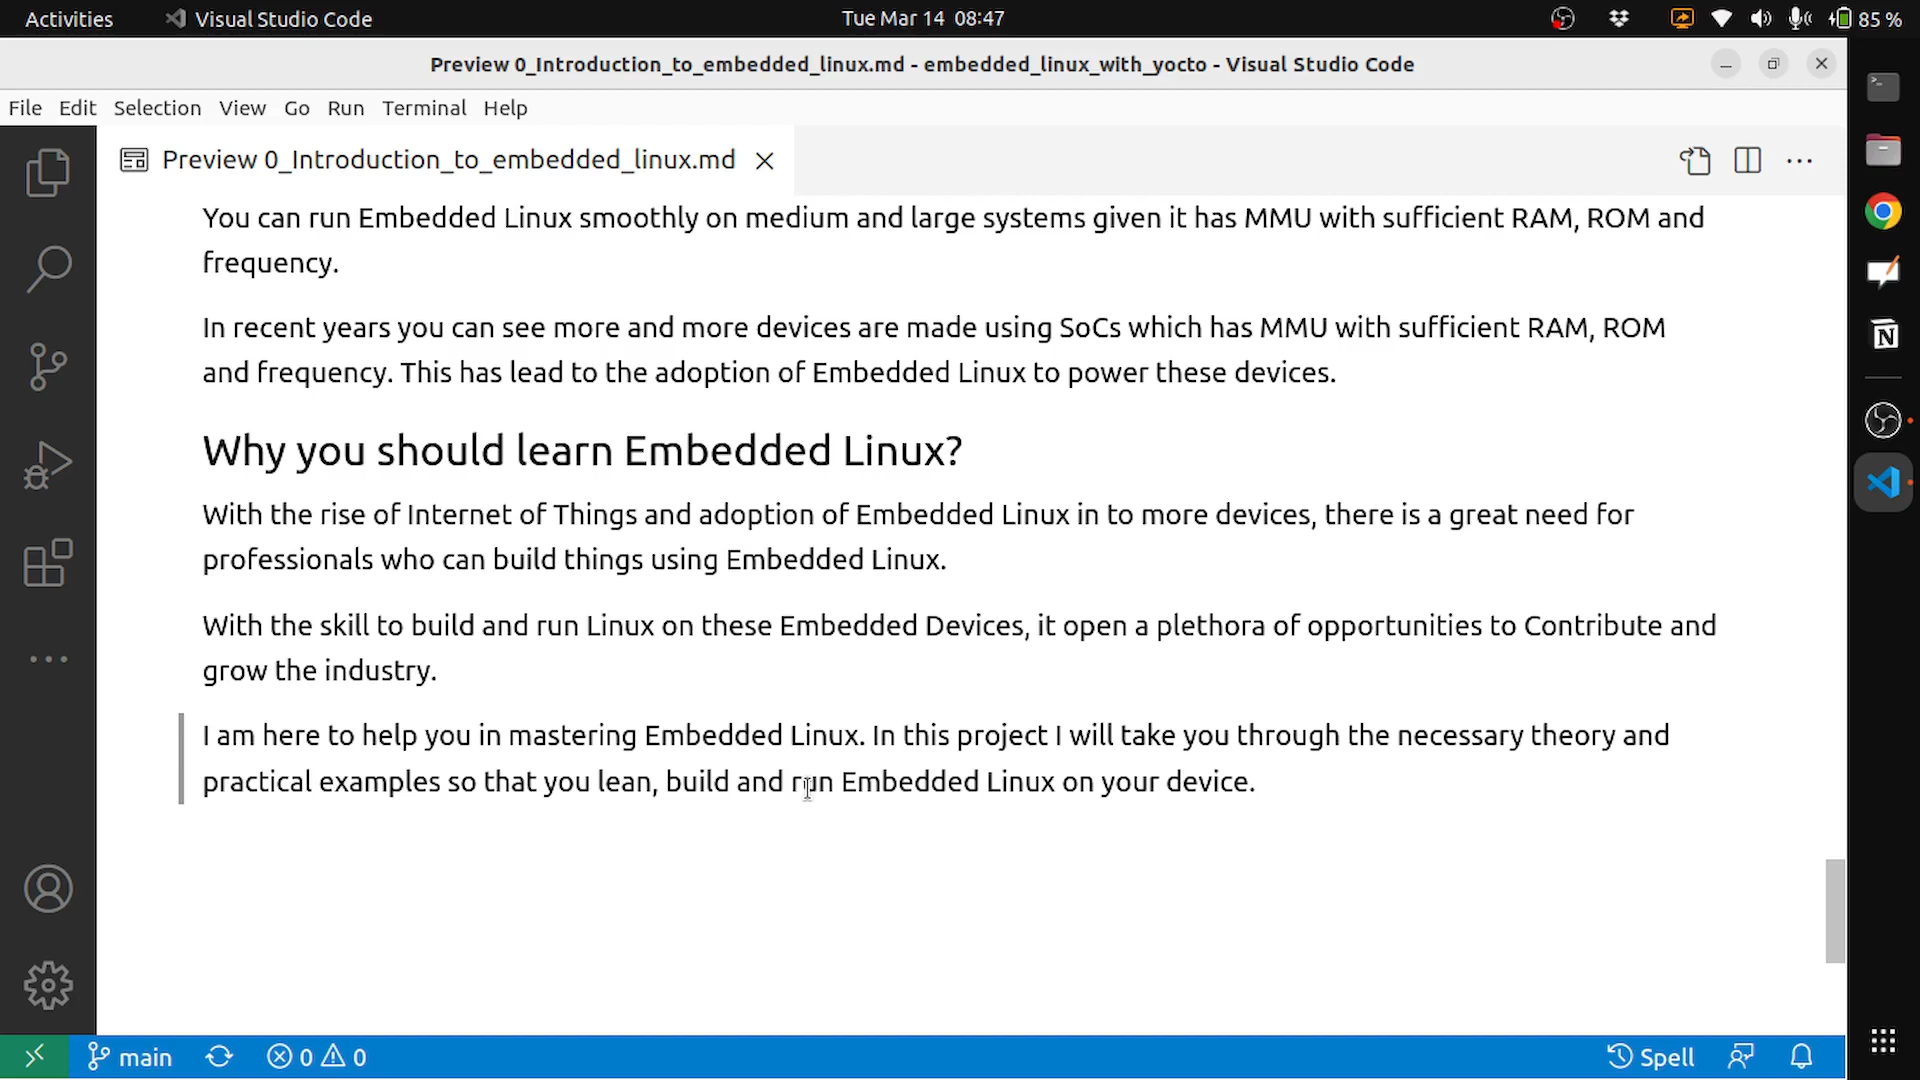 Activities Visual Studio Code Tue Mar 14 08:47 85 %
Preview 0_Introduction_to_embedded_linux.md - embedded_linux_with_yocto - Visual Studio Code
File Edit Selection View Go Run Terminal Help
Preview 0_Introduction_to_embedded_linux.md
You can run Embedded Linux smoothly on medium and large systems given it has MMU with sufficient RAM, ROM and
frequency.
In recent years you can see more and more devices are made using SoCs which has MMU with sufficient RAM, ROM
and frequency. This has lead to the adoption of Embedded Linux to power these devices.
Why you should learn Embedded Linux?
With the rise of Internet of Things and adoption of Embedded Linux in to more devices, there is a great need for
professionals who can build things using Embedded Linux.
With the skill to build and run Linux on these Embedded Devices, it open a plethora of opportunities to Contribute and
grow the industry.
I am here to help you in mastering Embedded Linux. In this project I will take you through the necessary theory and
practical examples so that you lean, build and run Embedded Linux on your device.
main 0 0 Spell